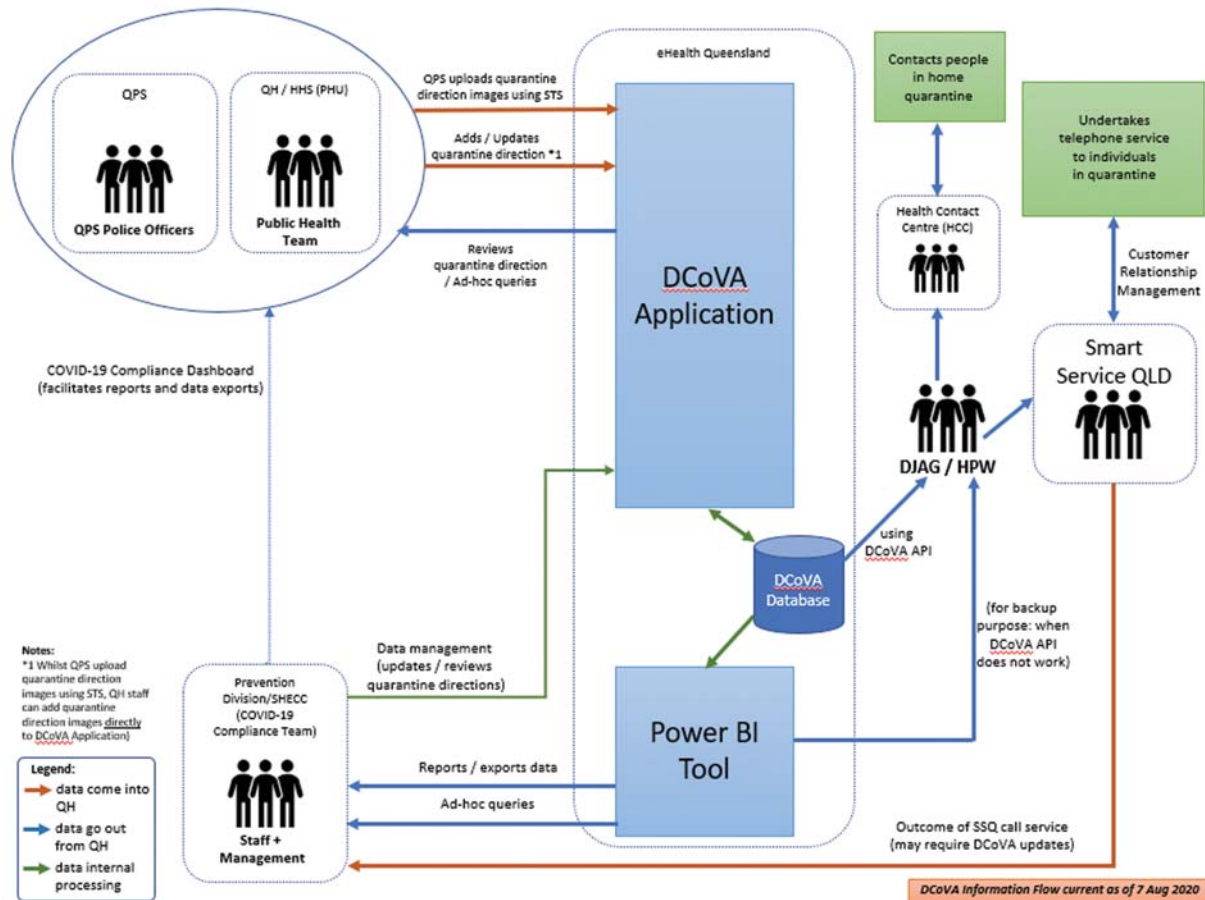 QPS
QPS Police Officers
QH / HHS (PHU)
Public Health
Team
QPS uploads quarantine
direction images using STS
Adds / Updates
quarantine direction *1
Reviews
quarantine direction
/ Ad-hoc queries
eHealth Queensland
DCoVA
Application
Contacts people
in home
quarantine
Undertakes
telephone service
to individuals
in quarantine
Health Contact
Centre (HCC)
Customer
Relationship
Management
Smart
Service QLD
DJAG / HPW
COVID-19 Compliance Dashboard
(facilitates reports and data exports)
using
DCoVA API
DCoVA
Database
(for backup
purpose: when
DCoVA API
does not work)
Data management
(updates / reviews
quarantine directions)
Notes:
*1 Whilst QPS upload
quarantine direction
images using STS, QH staff
can add quarantine
direction images directly
to DCoVA Application)
Prevention
Division/SHECC
(COVID-19
Compliance Team)
Staff +
Management
Power BI
Tool
Reports / exports data
Ad-hoc queries
Legend:
data come into
QH
data go out
from QH
data internal
processing
Outcome of SSQ call service
(may require DCoVA updates)
DCoVA Information Flow current as of 7 Aug 2020